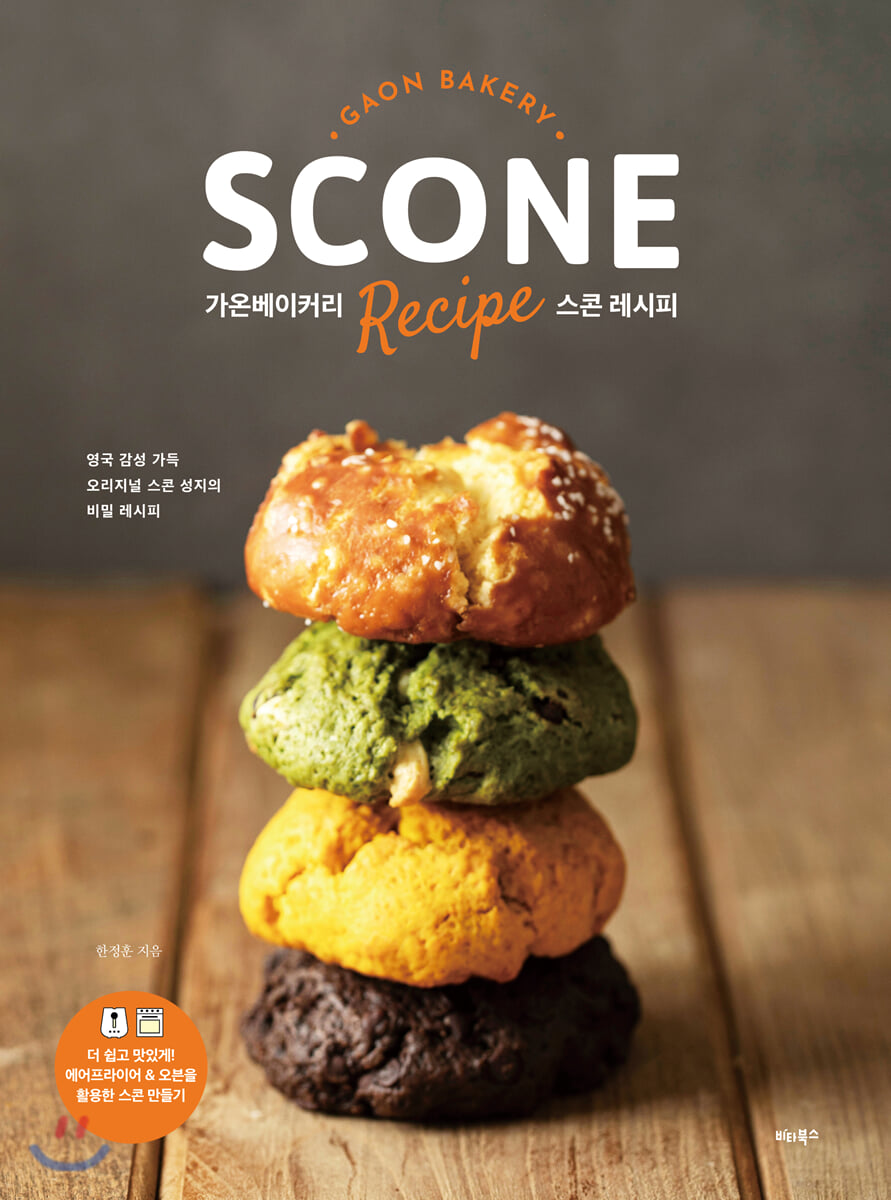 GAON BAKERY
SCONE
가온베이커리 Recipe 스콘 레시피
영국 감성 가득
오리지널 스콘 성지의
비밀 레시피
한정훈 지음
더 쉽고 맛있게!
에어프라이어 & 오븐을
활용한 스콘 만들기
비타북스